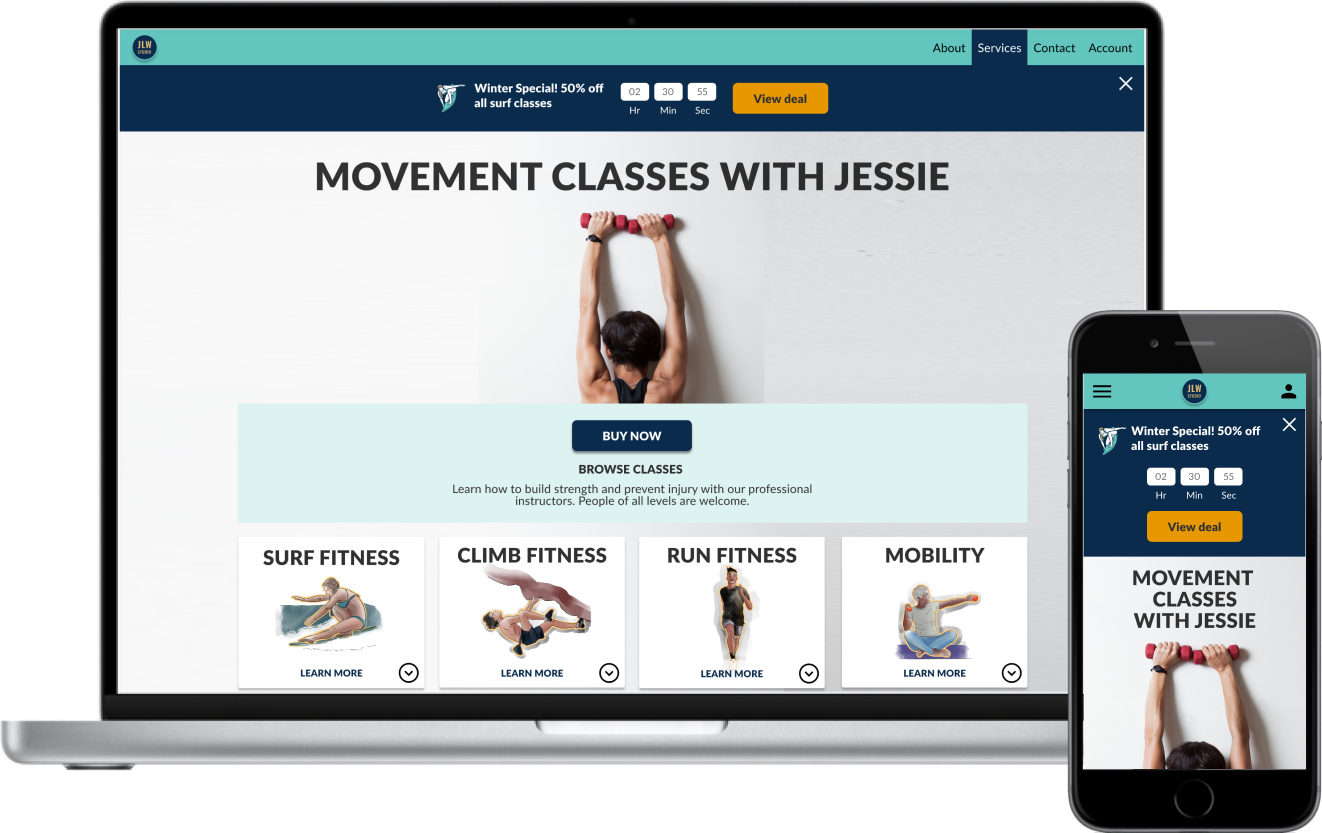 JLW
STUDIO
About Services Contact Account
Winter Special! 50% off
all surf classes
02 30 55
Hr Min Sec
View deal
MOVEMENT CLASSES WITH JESSIE
BUY NOW
BROWSE CLASSES
Learn how to build strength and prevent injury with our professional
instructors. People of all levels are welcome.
SURF FITNESS
LEARN MORE
CLIMB FITNESS
LEARN MORE
RUN FITNESS
LEARN MORE
MOBILITY
LEARN MORE
JLW
STUDIO
Winter Special! 50% off
all surf classes
02 30 55
Hr Min Sec
View deal
MOVEMENT
CLASSES
WITH JESSIE